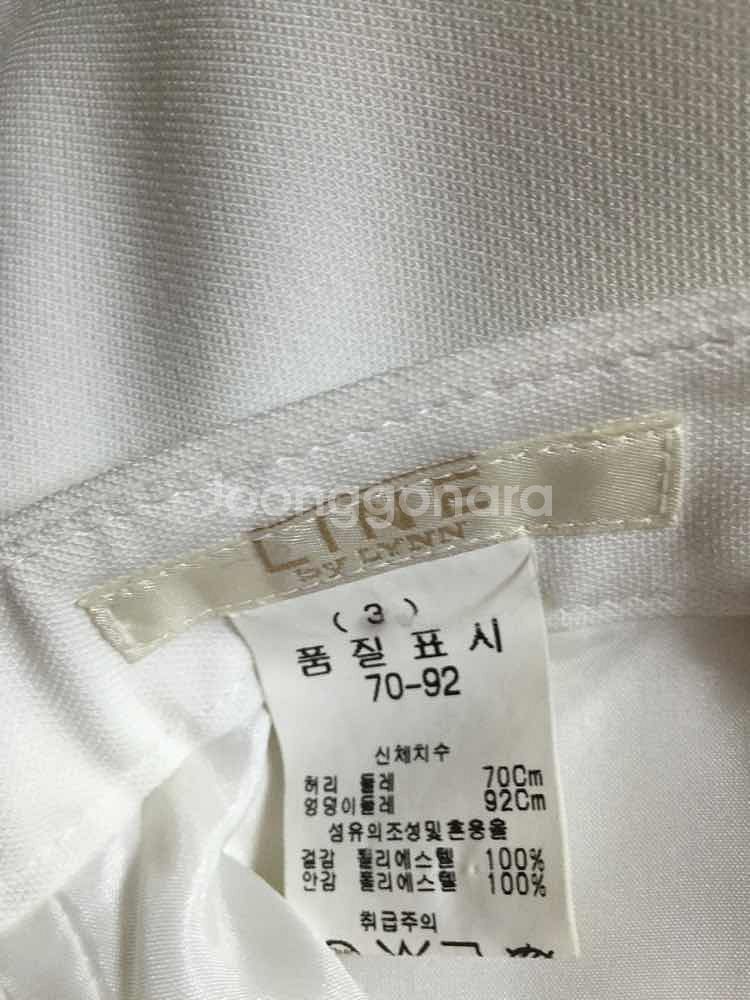 Joonggonara
LINE
BY LYNN
( 3 )
품 질 표 시
70-92
신체치수
허리 둘레 70Cm
엉덩이둘레 92Cm
섬유의조성및혼용율
겉감 폴리에스텔 100%
안감 폴리에스텔 100%
취급주의